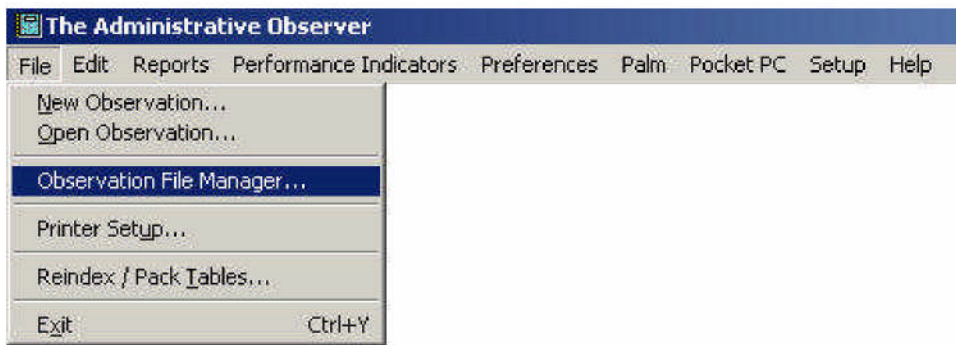 The Administrative Observer
File Edit Reports Performance Indicators Preferences Palm Pocket PC Setup Help
New Observation...
Open Observation...
Observation File Manager...
Printer Setup...
Reindex / Pack Tables...
Exit Ctrl+Y